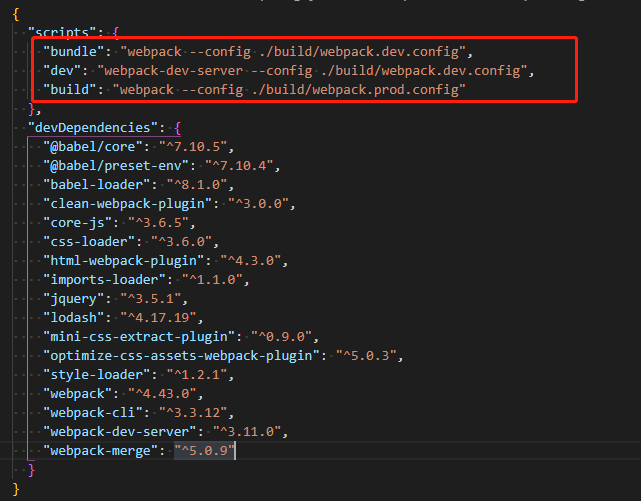 {
"scripts": {
"bundle": "webpack --config ./build/webpack.dev.config",
"dev": "webpack-dev-server --config ./build/webpack.dev.config",
"build": "webpack --config ./build/webpack.prod.config"
},
"devDependencies": {
"@babel/core": "^7.10.5",
"@babel/preset-env": "^7.10.4",
"babel-loader": "^8.1.0",
"clean-webpack-plugin": "^3.0.0",
"core-js": "^3.6.5",
"css-loader": "^3.6.0",
"html-webpack-plugin": "^4.3.0",
"imports-loader": "^1.1.0",
"jquery": "^3.5.1",
"lodash": "^4.17.19",
"mini-css-extract-plugin": "^0.9.0",
"optimize-css-assets-webpack-plugin": "^5.0.3",
"style-loader": "^1.2.1",
"webpack": "^4.43.0",
"webpack-cli": "^3.3.12",
"webpack-dev-server": "^3.11.0",
"webpack-merge": "^5.0.9"
}
}